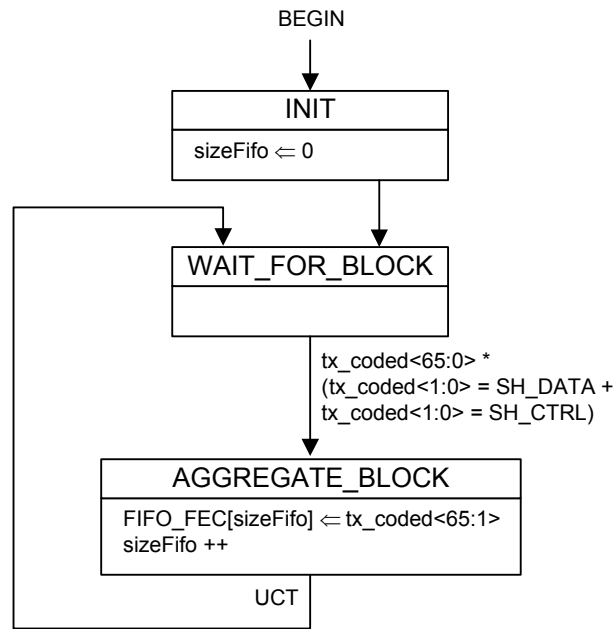 BEGIN
INIT
sizeFifo ⇐ 0
WAIT_FOR_BLOCK
tx_coded<65:0> *
(tx_coded<1:0> = SH_DATA +
tx_coded<1:0> = SH_CTRL)
AGGREGATE_BLOCK
FIFO_FEC[sizeFifo] ⇐ tx_coded<65:1>
sizeFifo ++
UCT